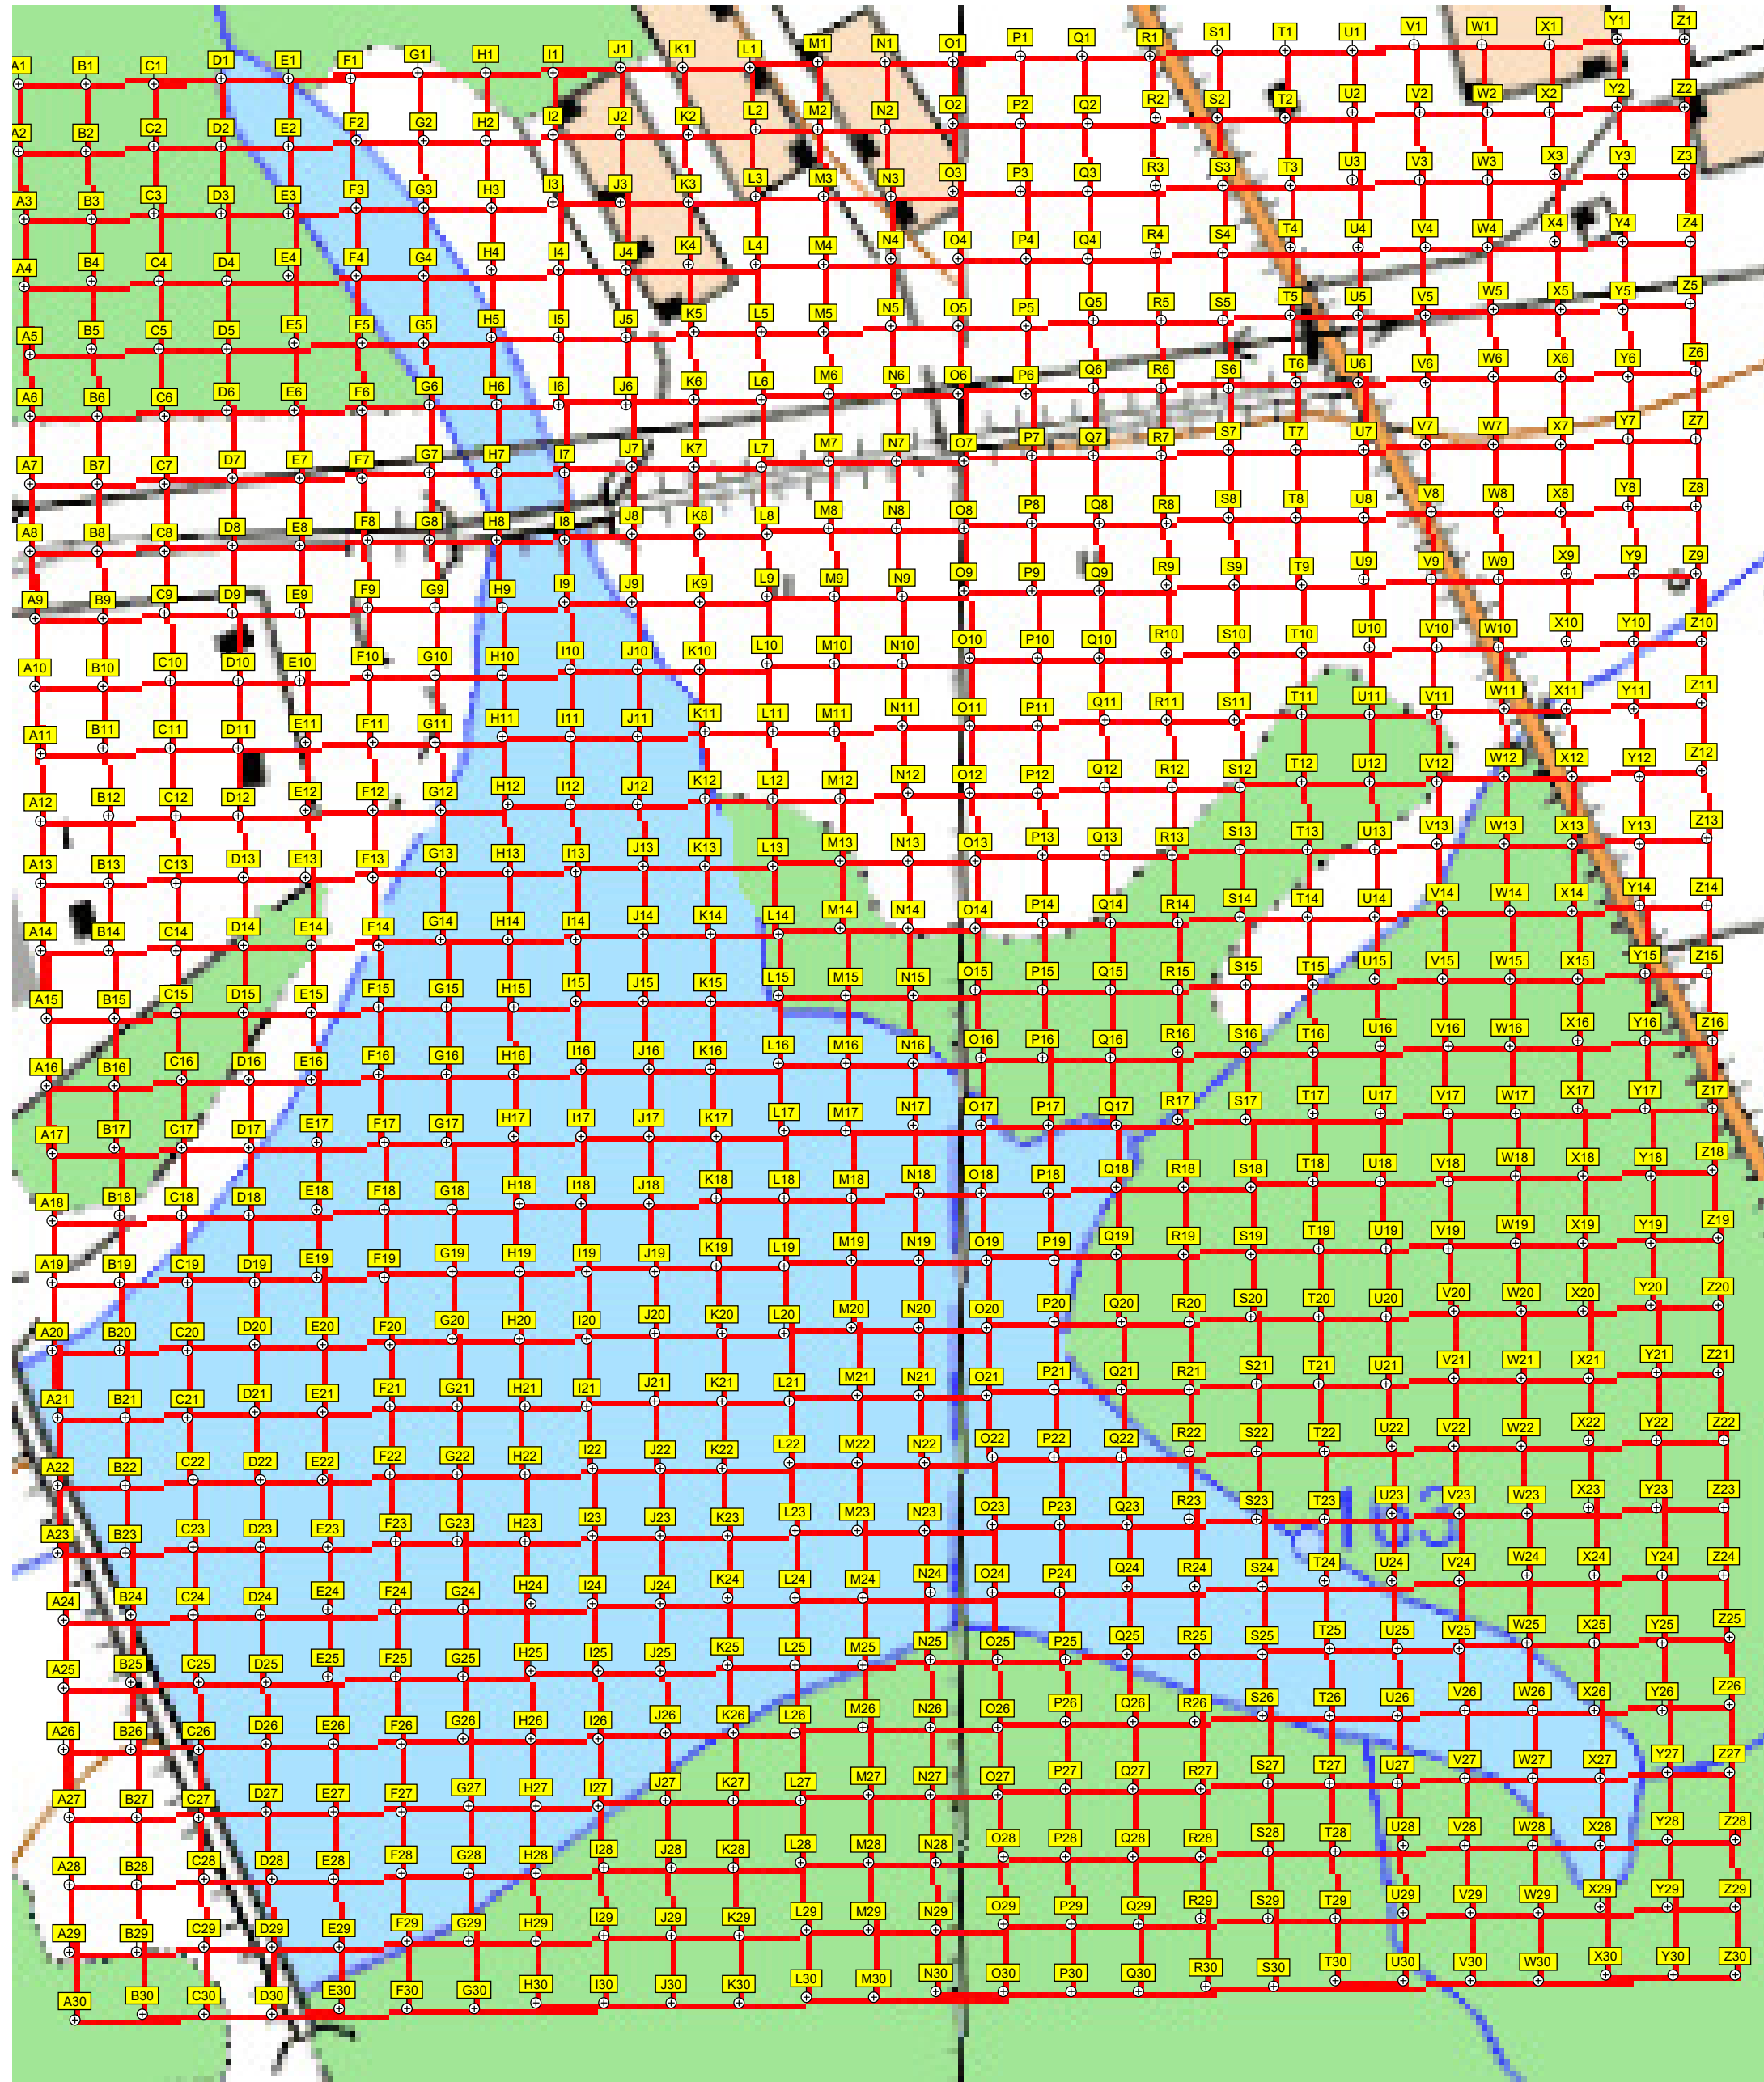 A1 B1 C1 D1 E1 F1 G1 H1 I1 J1 K1 L1 M1 N1 O1 P1 Q1 R1 S1 T1 U1 V1 W1 X1 Y1 Z1
A2 B2 C2 D2 E2 F2 G2 H2 I2 J2 K2 L2 M2 N2 O2 P2 Q2 R2 S2 T2 U2 V2 W2 X2 Y2 Z2
A3 B3 C3 D3 E3 F3 G3 H3 I3 J3 K3 L3 M3 N3 O3 P3 Q3 R3 S3 T3 U3 V3 W3 X3 Y3 Z3
A4 B4 C4 D4 E4 F4 G4 H4 I4 J4 K4 L4 M4 N4 O4 P4 Q4 R4 S4 T4 U4 V4 W4 X4 Y4 Z4
A5 B5 C5 D5 E5 F5 G5 H5 I5 J5 K5 L5 M5 N5 O5 P5 Q5 R5 S5 T5 U5 V5 W5 X5 Y5 Z5
A6 B6 C6 D6 E6 F6 G6 H6 I6 J6 K6 L6 M6 N6 O6 P6 Q6 R6 S6 T6 U6 V6 W6 X6 Y6 Z6
A7 B7 C7 D7 E7 F7 G7 H7 I7 J7 K7 L7 M7 N7 O7 P7 Q7 R7 S7 T7 U7 V7 W7 X7 Y7 Z7
A8 B8 C8 D8 E8 F8 G8 H8 I8 J8 K8 L8 M8 N8 O8 P8 Q8 R8 S8 T8 U8 V8 W8 X8 Y8 Z8
A9 B9 C9 D9 E9 F9 G9 H9 I9 J9 K9 L9 M9 N9 O9 P9 Q9 R9 S9 T9 U9 V9 W9 X9 Y9 Z9
A10 B10 C10 D10 E10 F10 G10 H10 I10 J10 K10 L10 M10 N10 O10 P10 Q10 R10 S10 T10 U10 V10 W10 X10 Y10 Z10
A11 B11 C11 D11 E11 F11 G11 H11 I11 J11 K11 L11 M11 N11 O11 P11 Q11 R11 S11 T11 U11 V11 W11 X11 Y11 Z11
A12 B12 C12 D12 E12 F12 G12 H12 I12 J12 K12 L12 M12 N12 O12 P12 Q12 R12 S12 T12 U12 V12 W12 X12 Y12 Z12
A13 B13 C13 D13 E13 F13 G13 H13 I13 J13 K13 L13 M13 N13 O13 P13 Q13 R13 S13 T13 U13 V13 W13 X13 Y13 Z13
A14 B14 C14 D14 E14 F14 G14 H14 I14 J14 K14 L14 M14 N14 O14 P14 Q14 R14 S14 T14 U14 V14 W14 X14 Y14 Z14
A15 B15 C15 D15 E15 F15 G15 H15 I15 J15 K15 L15 M15 N15 O15 P15 Q15 R15 S15 T15 U15 V15 W15 X15 Y15 Z15
A16 B16 C16 D16 E16 F16 G16 H16 I16 J16 K16 L16 M16 N16 O16 P16 Q16 R16 S16 T16 U16 V16 W16 X16 Y16 Z16
A17 B17 C17 D17 E17 F17 G17 H17 I17 J17 K17 L17 M17 N17 O17 P17 Q17 R17 S17 T17 U17 V17 W17 X17 Y17 Z17
A18 B18 C18 D18 E18 F18 G18 H18 I18 J18 K18 L18 M18 N18 O18 P18 Q18 R18 S18 T18 U18 V18 W18 X18 Y18 Z18
A19 B19 C19 D19 E19 F19 G19 H19 I19 J19 K19 L19 M19 N19 O19 P19 Q19 R19 S19 T19 U19 V19 W19 X19 Y19 Z19
A20 B20 C20 D20 E20 F20 G20 H20 I20 J20 K20 L20 M20 N20 O20 P20 Q20 R20 S20 T20 U20 V20 W20 X20 Y20 Z20
A21 B21 C21 D21 E21 F21 G21 H21 I21 J21 K21 L21 M21 N21 O21 P21 Q21 R21 S21 T21 U21 V21 W21 X21 Y21 Z21
A22 B22 C22 D22 E22 F22 G22 H22 I22 J22 K22 L22 M22 N22 O22 P22 Q22 R22 S22 T22 U22 V22 W22 X22 Y22 Z22
A23 B23 C23 D23 E23 F23 G23 H23 I23 J23 K23 L23 M23 N23 O23 P23 Q23 R23 S23 T23 U23 V23 W23 X23 Y23 Z23
163
A24 B24 C24 D24 E24 F24 G24 H24 I24 J24 K24 L24 M24 N24 O24 P24 Q24 R24 S24 T24 U24 V24 W24 X24 Y24 Z24
A25 B25 C25 D25 E25 F25 G25 H25 I25 J25 K25 L25 M25 N25 O25 P25 Q25 R25 S25 T25 U25 V25 W25 X25 Y25 Z25
A26 B26 C26 D26 E26 F26 G26 H26 I26 J26 K26 L26 M26 N26 O26 P26 Q26 R26 S26 T26 U26 V26 W26 X26 Y26 Z26
A27 B27 C27 D27 E27 F27 G27 H27 I27 J27 K27 L27 M27 N27 O27 P27 Q27 R27 S27 T27 U27 V27 W27 X27 Y27 Z27
A28 B28 C28 D28 E28 F28 G28 H28 I28 J28 K28 L28 M28 N28 O28 P28 Q28 R28 S28 T28 U28 V28 W28 X28 Y28 Z28
A29 B29 C29 D29 E29 F29 G29 H29 I29 J29 K29 L29 M29 N29 O29 P29 Q29 R29 S29 T29 U29 V29 W29 X29 Y29 Z29
A30 B30 C30 D30 E30 F30 G30 H30 I30 J30 K30 L30 M30 N30 O30 P30 Q30 R30 S30 T30 U30 V30 W30 X30 Y30 Z30